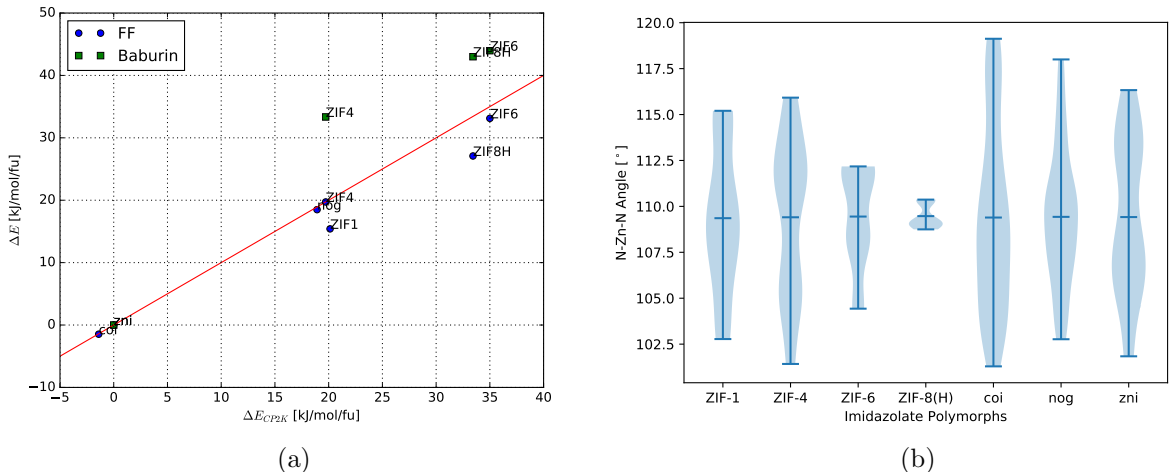 FF
Baburin
50
40
30
20
10
0
−10
ΔE [kJ/mol/fu]
ZIF6
ZIF8H
ZIF4
ZIF6
ZIF8H
ZIF4
nog
ZIF1
zni
coi
−5 0 5 10 15 20 25 30 35 40
ΔE_CP2K [kJ/mol/fu]
(a)
120.0
117.5
115.0
112.5
110.0
107.5
105.0
102.5
N-Zn-N Angle [°]
ZIF-1 ZIF-4 ZIF-6 ZIF-8(H) coi nog zni
Imidazolate Polymorphs
(b)